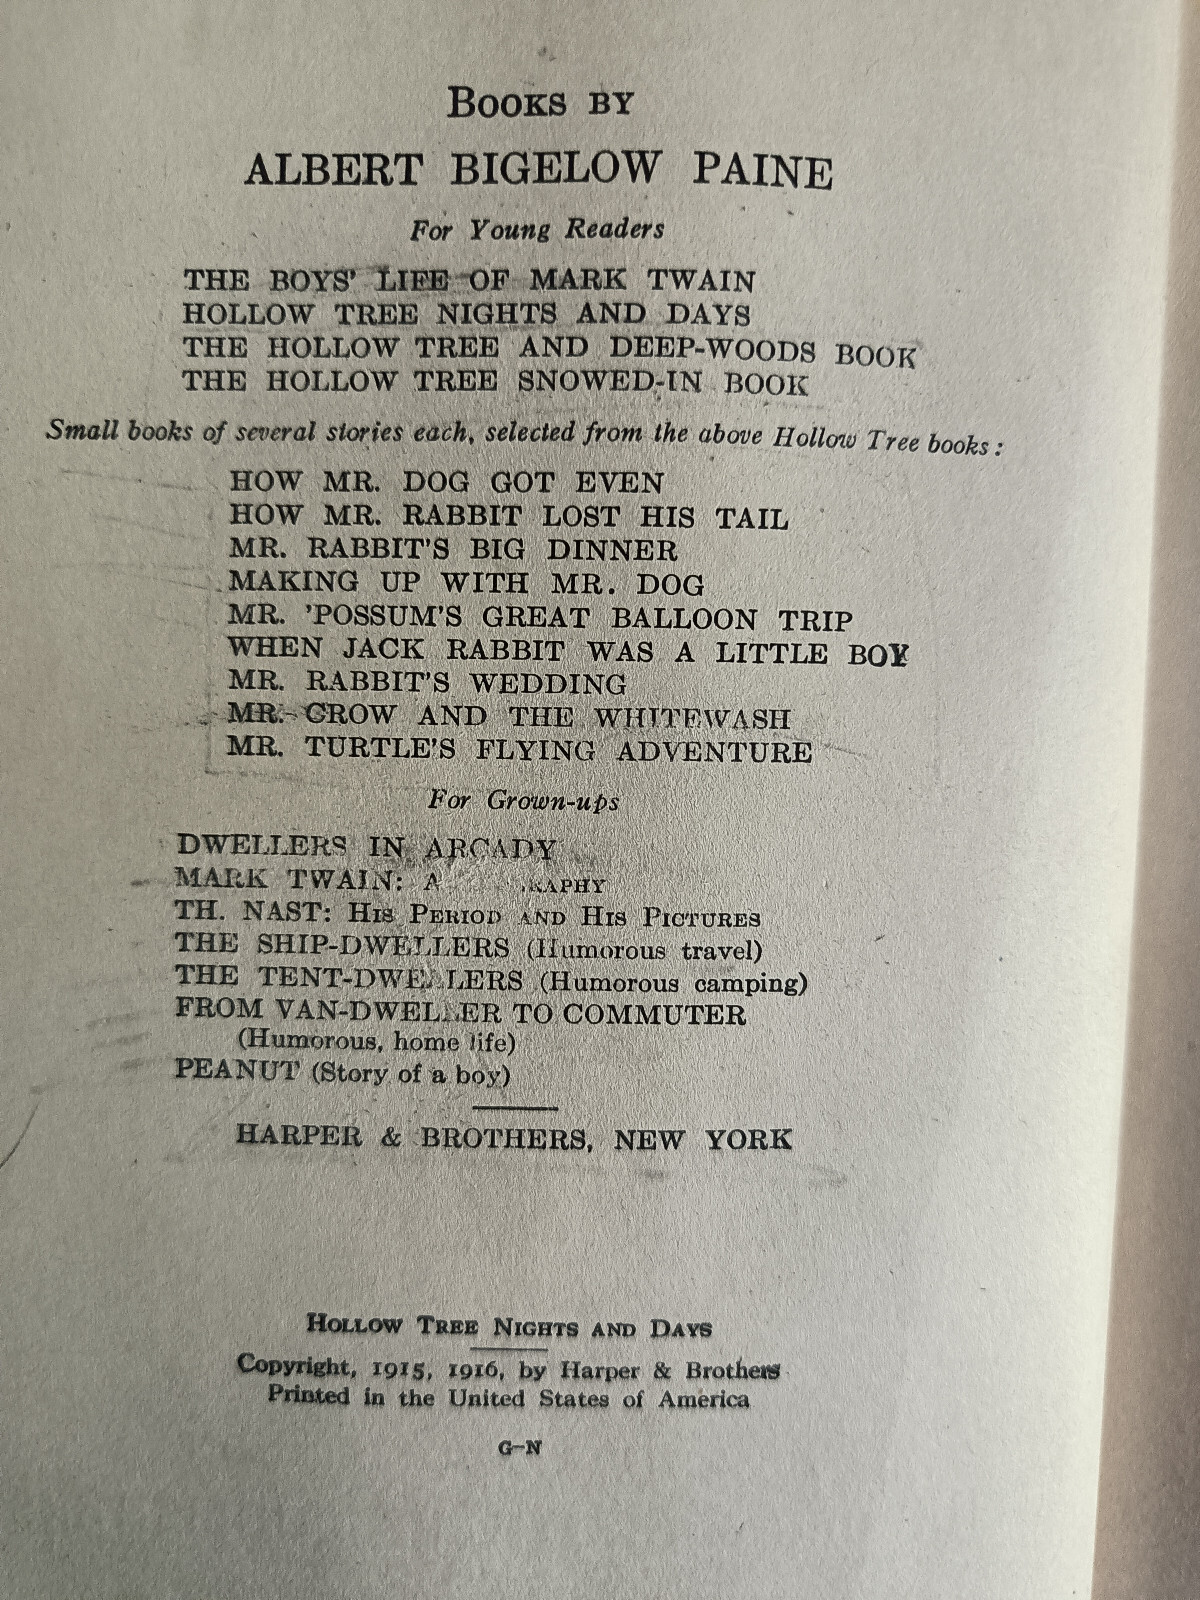 BOOKS BY
ALBERT BIGELOW PAINE
For Young Readers
THE BOYS' LIFE OF MARK TWAIN
HOLLOW TREE NIGHTS AND DAYS
THE HOLLOW TREE AND DEEP-WOODS BOOK
THE HOLLOW TREE SNOWED-IN BOOK
Small books of several stories each, selected from the above Hollow Tree books:
HOW MR. DOG GOT EVEN
HOW MR. RABBIT LOST HIS TAIL
MR. RABBIT'S BIG DINNER
MAKING UP WITH MR. DOG
MR. 'POSSUM'S GREAT BALLOON TRIP
WHEN JACK RABBIT WAS A LITTLE BOY
MR. RABBIT'S WEDDING
MR. CROW AND THE WHITEWASH
MR. TURTLE'S FLYING ADVENTURE
For Grown-ups
DWELLERS IN ARCADY
MARK TWAIN: A
TH. NAST: HIS PERIOD AND HIS PICTURES
THE SHIP-DWELLERS (Humorous travel)
THE TENT-DWELLERS (Humorous camping)
FROM VAN-DWELLER TO COMMUTER
(Humorous, home life)
PEANUT (Story of a boy)
HARPER & BROTHERS, NEW YORK
HOLLOW TREE NIGHTS AND DAYS
Copyright, 1915, 1916, by Harper & Brothers
Printed in the United States of America
G-N